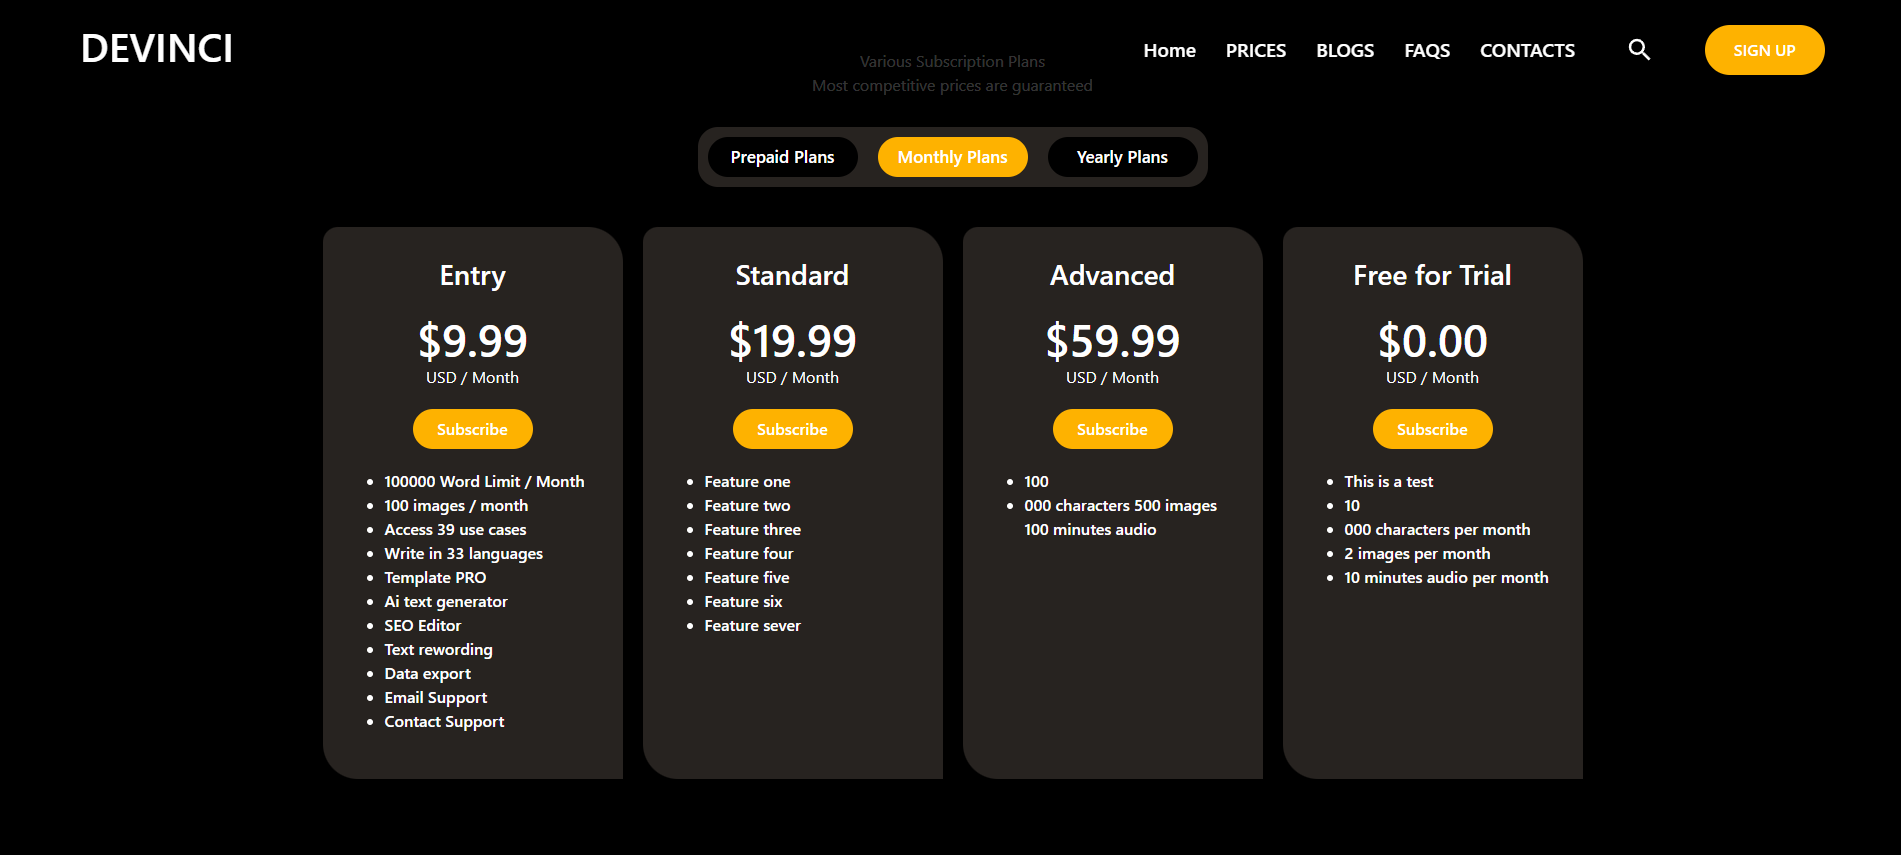 DEVINCI
Home PRICES BLOGS FAQS CONTACTS SIGN UP
Various Subscription Plans
Most competitive prices are guaranteed
Prepaid Plans Monthly Plans Yearly Plans
Entry
$9.99
USD / Month
Subscribe
100000 Word Limit / Month
100 images / month
Access 39 use cases
Write in 33 languages
Template PRO
Ai text generator
SEO Editor
Text rewording
Data export
Email Support
Contact Support
Standard
$19.99
USD / Month
Subscribe
Feature one
Feature two
Feature three
Feature four
Feature five
Feature six
Feature sever
Advanced
$59.99
USD / Month
Subscribe
100
000 characters 500 images
100 minutes audio
Free for Trial
$0.00
USD / Month
Subscribe
This is a test
10
000 characters per month
2 images per month
10 minutes audio per month